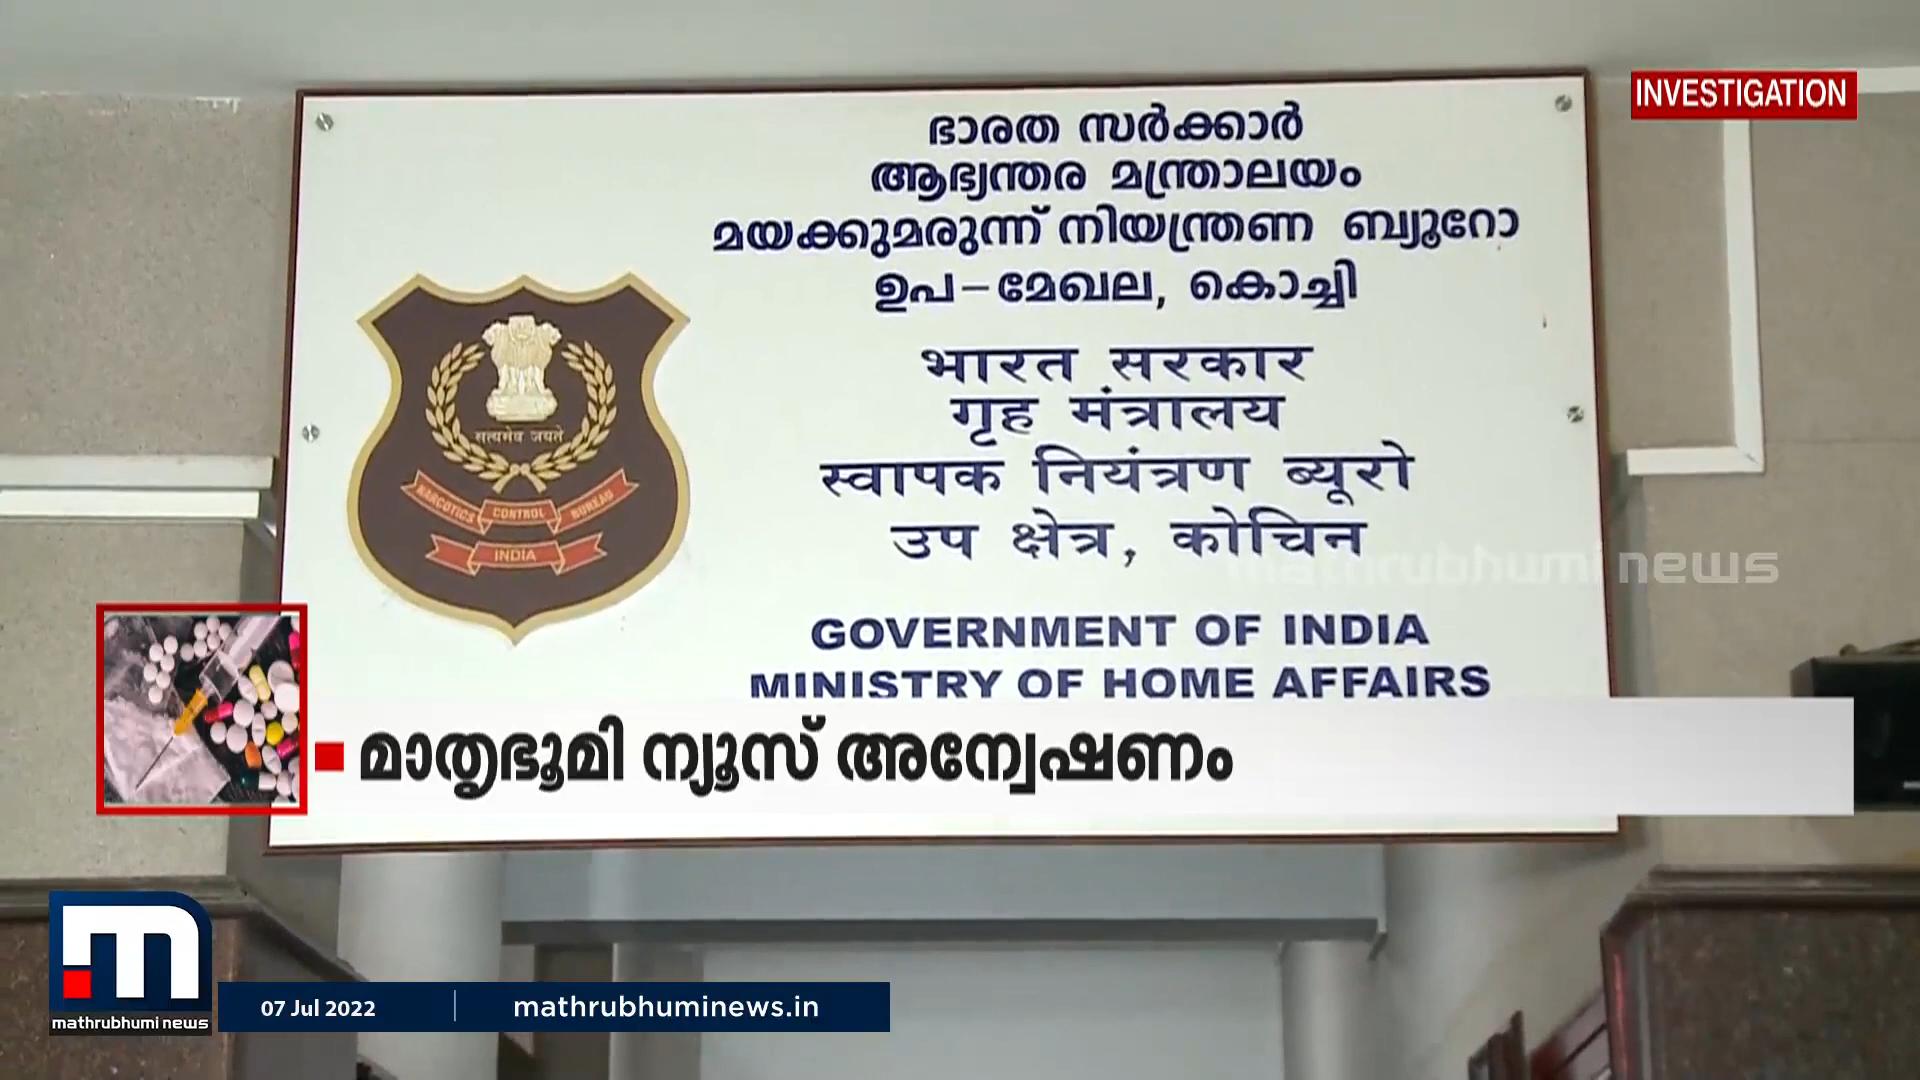 INVESTIGATION
ഭാരത സർക്കാർ
ആഭ്യന്തര മന്ത്രാലയം
മയക്കുമരുന്ന് നിയന്ത്രണ ബ്യൂറോ
ഉപ-മേഖല, കൊച്ചി
सत्यमेव जयते
NARCOTICS CONTROL BUREAU
INDIA
भारत सरकार
गृह मंत्रालय
स्वापक नियंत्रण ब्यूरो
उप क्षेत्र, कोचिन
mathrubhumi news
GOVERNMENT OF INDIA
MINISTRY OF HOME AFFAIRS
മാതൃഭൂമി ന്യൂസ് അന്വേഷണം
mathrubhumi news
07 Jul 2022
mathrubhuminews.in